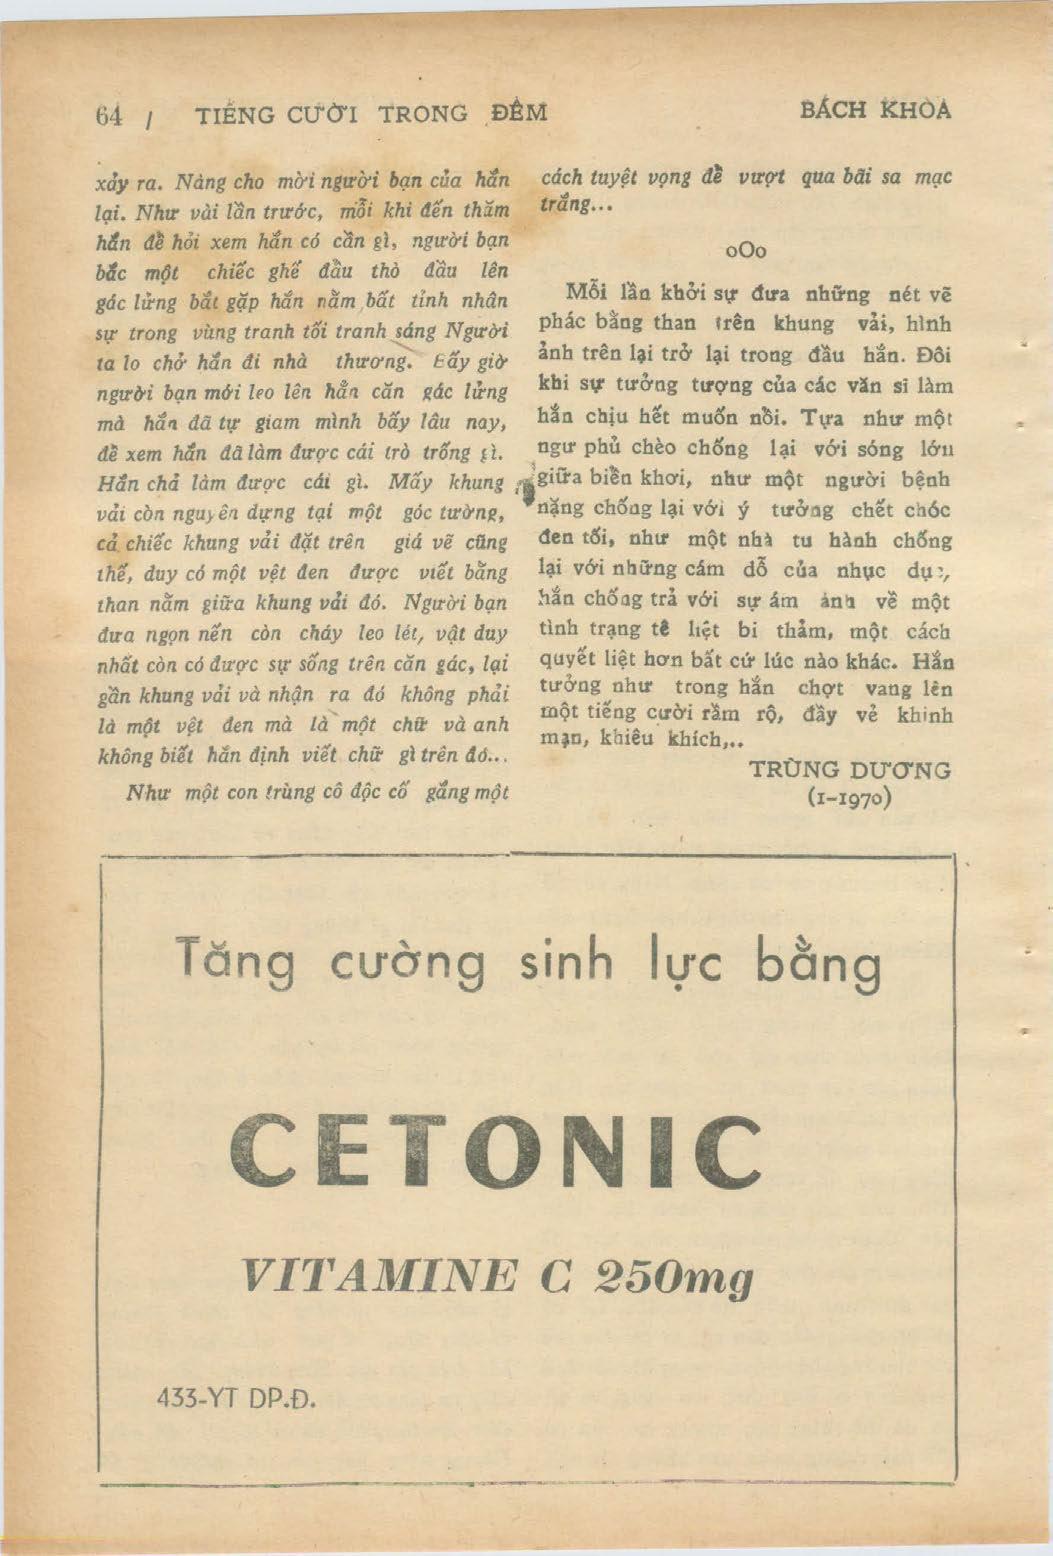 64 / TIẾNG CƯỜI TRONG ĐÊM BÁCH KHOA
xảy ra. Nàng cho mời người bạn của hắn
lại. Như vài lần trước, mỗi khi đến thăm
hắn để hỏi xem hắn có cần gì, người bạn
bắc một chiếc ghế đẩu thò đầu lên
gác lửng bắt gặp hắn nằm bất tỉnh nhân
sự trong vùng tranh tối tranh sáng Người
ta lo chở hắn đi nhà thương. Bấy giờ
người bạn mới leo lên hẳn căn gác lửng
mà hắn đã tự giam mình bấy lâu nay,
để xem hắn đã làm được cái trò trống gì.
Hắn chả làm được cái gì. Mấy khung
vải còn nguyên dựng tại một góc tường,
cả chiếc khung vải đặt trên giá vẽ cũng
thế, duy có một vệt đen được viết bằng
than nằm giữa khung vải đó. Người bạn
đưa ngọn nến còn cháy leo lét, vật duy
nhất còn có được sự sống trên căn gác, lại
gần khung vải và nhận ra đó không phải
là một vệt đen mà là một chữ và anh
không biết hắn định viết chữ gì trên đó...
Như một con trùng cô độc cố gắng một
cách tuyệt vọng để vượt qua bãi sa mạc
trắng...
oOo
Mỗi lần khởi sự đưa những nét vẽ
phác bằng than trên khung vải, hình
ảnh trên lại trở lại trong đầu hắn. Đôi
khi sự tưởng tượng của các văn sĩ làm
hắn chịu hết muốn nổi. Tựa như một
ngư phủ chèo chống lại với sóng lớn
giữa biển khơi, như một người bệnh
nặng chống lại với ý tưởng chết chóc
đen tối, như một nhà tu hành chống
lại với những cám dỗ của nhục dục,
hắn chống trả với sự ám ảnh về một
tình trạng tê liệt bi thảm, một cách
quyết liệt hơn bất cứ lúc nào khác. Hắn
tưởng như trong hắn chợt vang lên
một tiếng cười rầm rộ, đầy vẻ khinh
mạn, khiêu khích,..
TRÙNG DƯƠNG
(1-1970)
Tăng cường sinh lực bằng
CETONIC
VITAMINE C 250mg
433-YT DP.Đ.